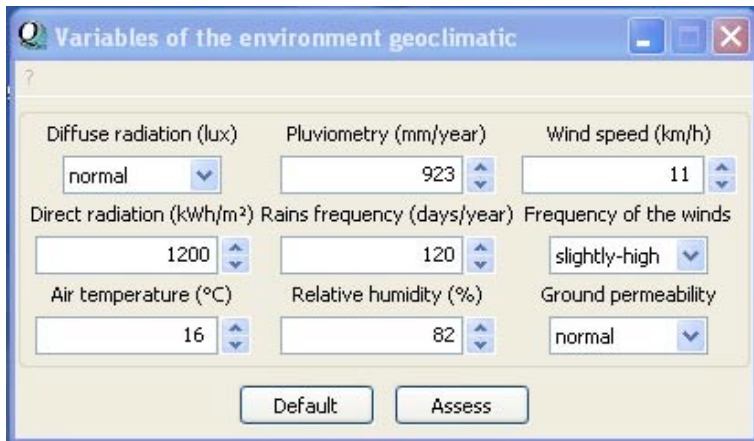 Variables of the environment geoclimatic
?
Diffuse radiation (lux) Pluviometry (mm/year) Wind speed (km/h)
normal 923 11
Direct radiation (kWh/m²) Rains frequency (days/year) Frequency of the winds
1200 120 slightly-high
Air temperature (°C) Relative humidity (%) Ground permeability
16 82 normal
Default Assess